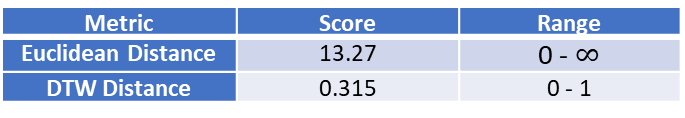 Metric Score Range
Euclidean Distance 13.27 0 - ∞
DTW Distance 0.315 0 - 1